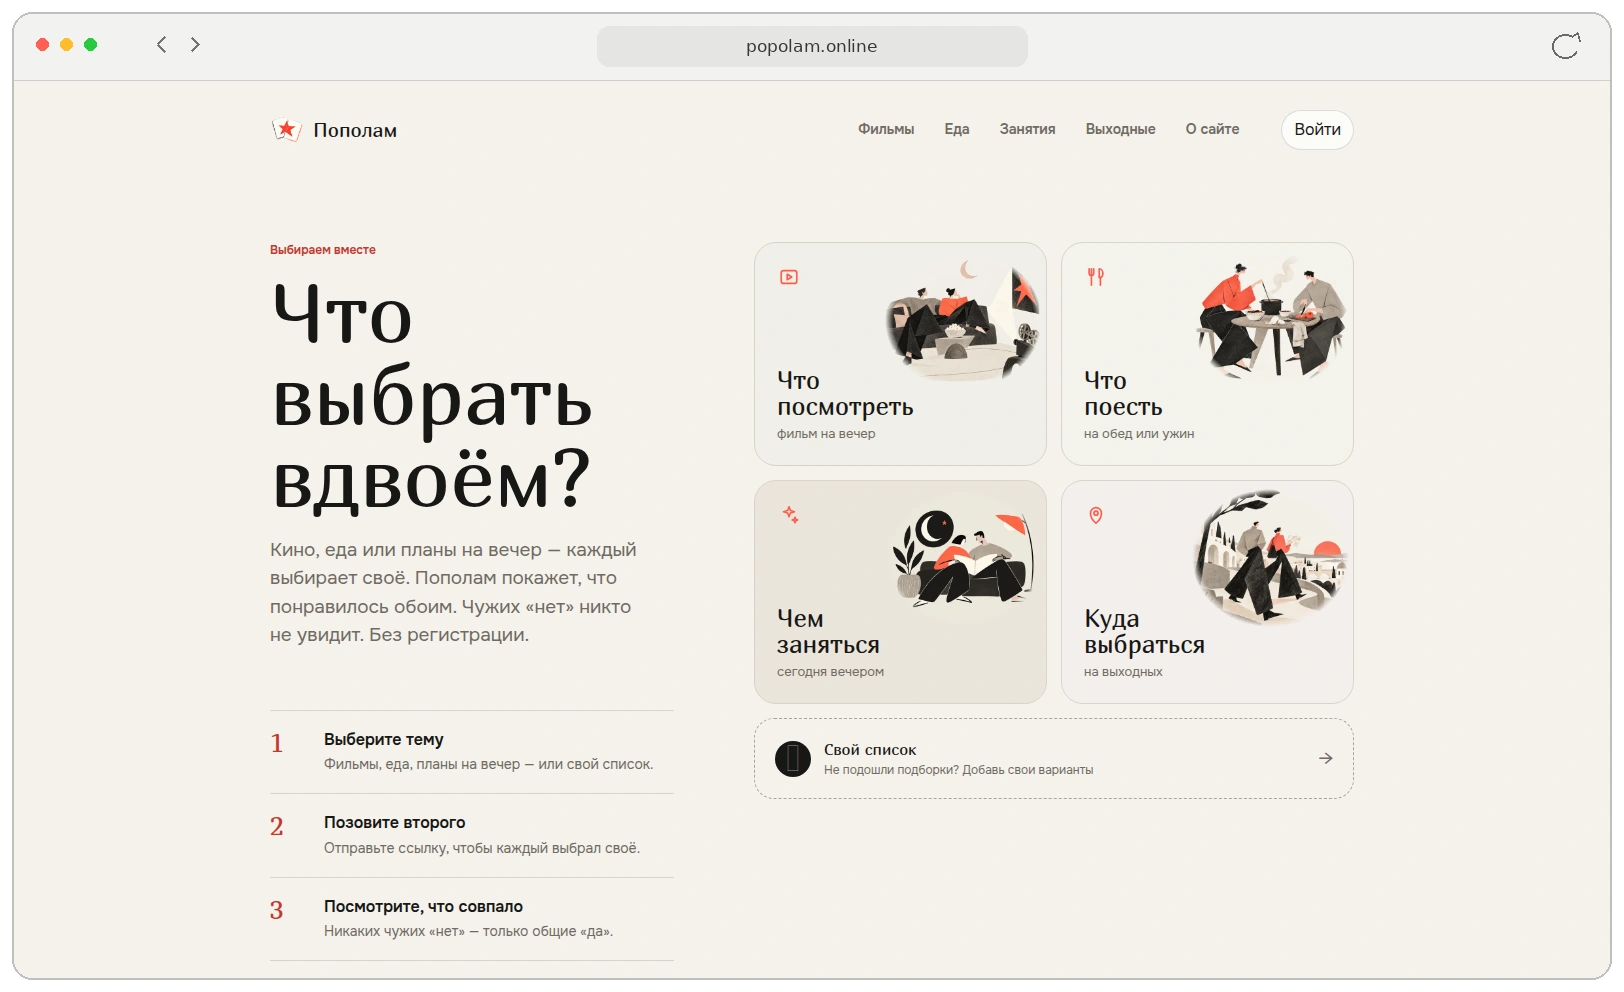 popolam.online
Пополам
Фильмы
Еда
Занятия
Выходные
О сайте
Войти
Выбираем вместе
Что
выбрать
вдвоём?
Кино, еда или планы на вечер — каждый
выбирает своё. Пополам покажет, что
понравилось обоим. Чужих «нет» никто
не увидит. Без регистрации.
1
Выберите тему
Фильмы, еда, планы на вечер — или свой список.
2
Позовите второго
Отправьте ссылку, чтобы каждый выбрал своё.
3
Посмотрите, что совпало
Никаких чужих «нет» — только общие «да».
Что
посмотреть
фильм на вечер
Что
поесть
на обед или ужин
Чем
заняться
сегодня вечером
Куда
выбраться
на выходных
Свой список
Не подошли подборки? Добавь свои варианты